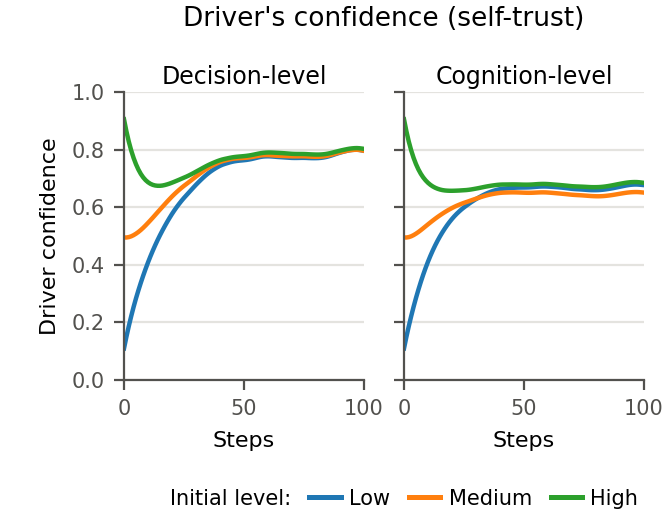 Driver's confidence (self-trust)
Decision-level
Cognition-level
Driver confidence
1.0
0.8
0.6
0.4
0.2
0.0
0 50 100
0 50 100
Steps
Steps
Initial level: Low Medium High